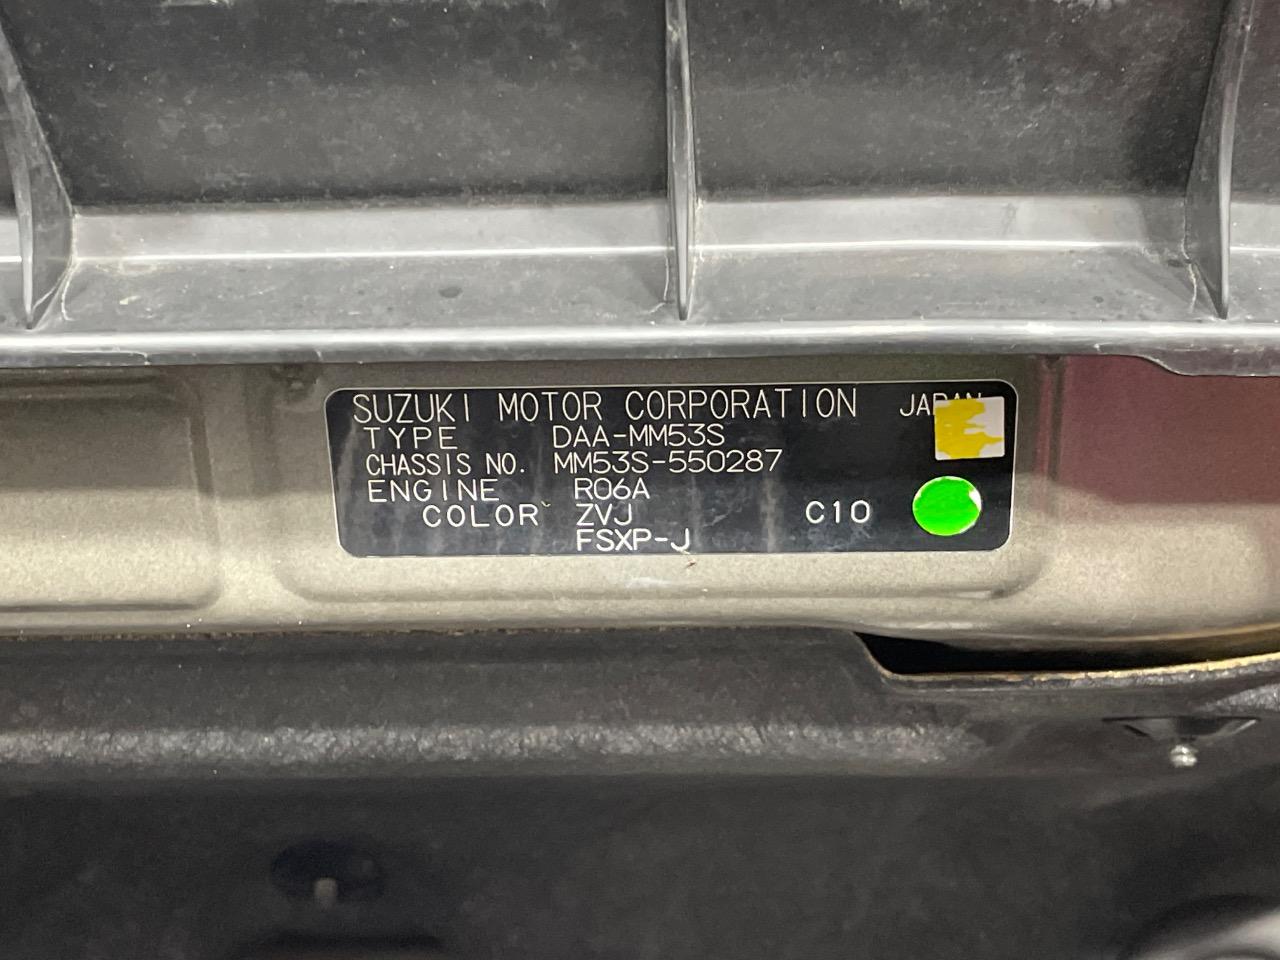 SUZUKI MOTOR CORPORATION JAPAN
TYPE DAA-MM53S
CHASSIS NO. MM53S-550287
ENGINE R06A
COLOR ZVJ C10
FSXP-J